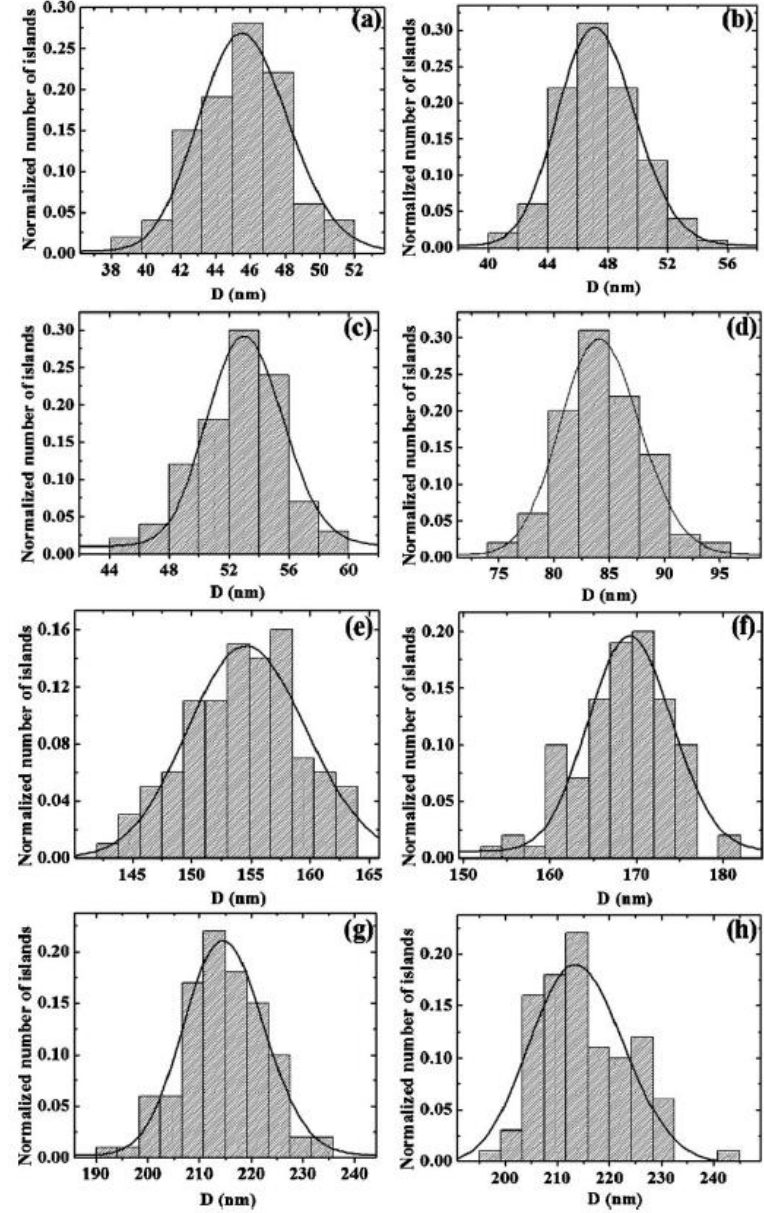 (a)
Normalized number of islands
0.30
0.25
0.20
0.15
0.10
0.05
0.00
38 40 42 44 46 48 50 52
D (nm)
(b)
Normalized number of islands
0.30
0.25
0.20
0.15
0.10
0.05
0.00
40 44 48 52 56
D (nm)
(c)
Normalized number of islands
0.30
0.25
0.20
0.15
0.10
0.05
0.00
44 48 52 56 60
D (nm)
(d)
Normalized number of islands
0.30
0.25
0.20
0.15
0.10
0.05
0.00
75 80 85 90 95
D (nm)
(e)
Normalized number of islands
0.16
0.12
0.08
0.04
0.00
145 150 155 160 165
D (nm)
(f)
Normalized number of islands
0.20
0.15
0.10
0.05
0.00
150 160 170 180
D (nm)
(g)
Normalized number of islands
0.20
0.15
0.10
0.05
0.00
190 200 210 220 230 240
D (nm)
(h)
Normalized number of islands
0.20
0.15
0.10
0.05
0.00
200 210 220 230 240
D (nm)